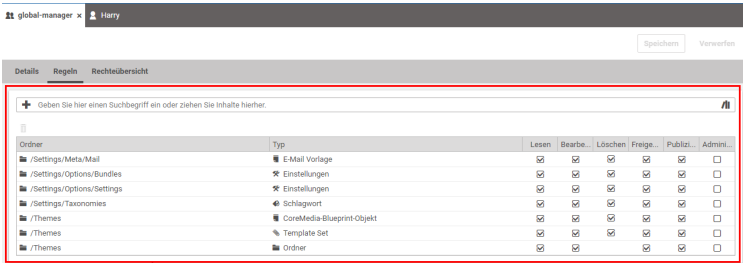 global-manager × Harry
Speichern Verwerfen
Details Regeln Rechteübersicht
Geben Sie hier einen Suchbegriff ein oder ziehen Sie Inhalte hierher.
Ordner Typ Lesen Bearbe... Löschen Freige... Publizi... Admini...
/Settings/Meta/Mail E-Mail Vorlage
/Settings/Options/Bundles Einstellungen
/Settings/Options/Settings Einstellungen
/Settings/Taxonomies Schlagwort
/Themes CoreMedia-Blueprint-Objekt
/Themes Template Set
/Themes Ordner